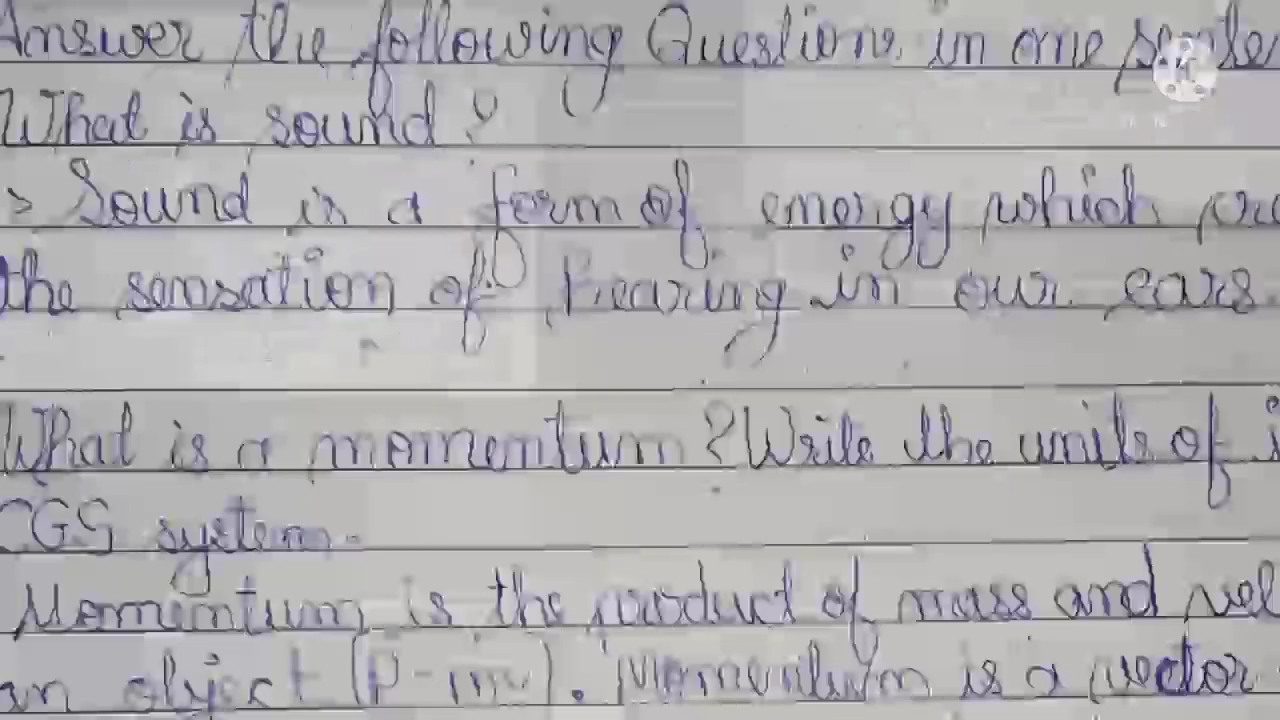 Answer the following Questions in one
What is sound?
> Sound is a form of energy which
the sensation of hearing in our ears.
What is a momentum? Write the units of
CGS system.
Momentum is the product of mass and vel
an object (P-mv). Momentum is a vector